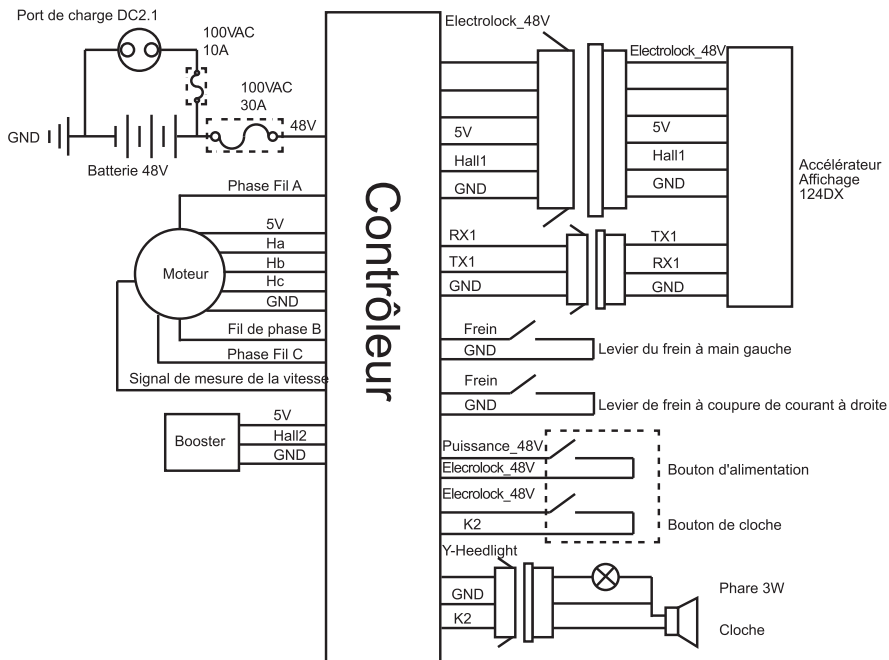 Port de charge DC2.1
100VAC
10A
100VAC
30A
48V
GND
Batterie 48V
Phase Fil A
5V
Ha
Hb
Hc
GND
Moteur
Fil de phase B
Phase Fil C
Signal de mesure de la vitesse
Booster
5V
Hall2
GND
Contrôleur
Electrolock_48V
5V
Hall1
GND
Electrolock_48V
5V
Hall1
GND
Accélérateur
Affichage
124DX
RX1
TX1
GND
TX1
RX1
GND
Frein
GND
Levier du frein à main gauche
Frein
GND
Levier de frein à coupure de courant à droite
Puissance_48V
Elecrolock_48V
Bouton d'alimentation
Elecrolock_48V
K2
Bouton de cloche
Y-Heedlight
GND
K2
Phare 3W
Cloche